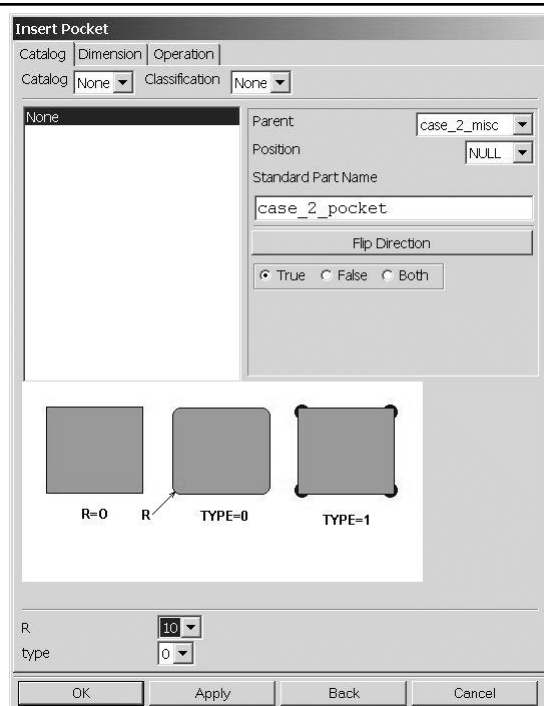 Insert Pocket
Catalog Dimension Operation
Catalog None Classification None
None
Parent case_2_misc
Position NULL
Standard Part Name
case_2_pocket
Flip Direction
True False Both
R=O R TYPE=0 TYPE=1
R 10
type 0
OK Apply Back Cancel